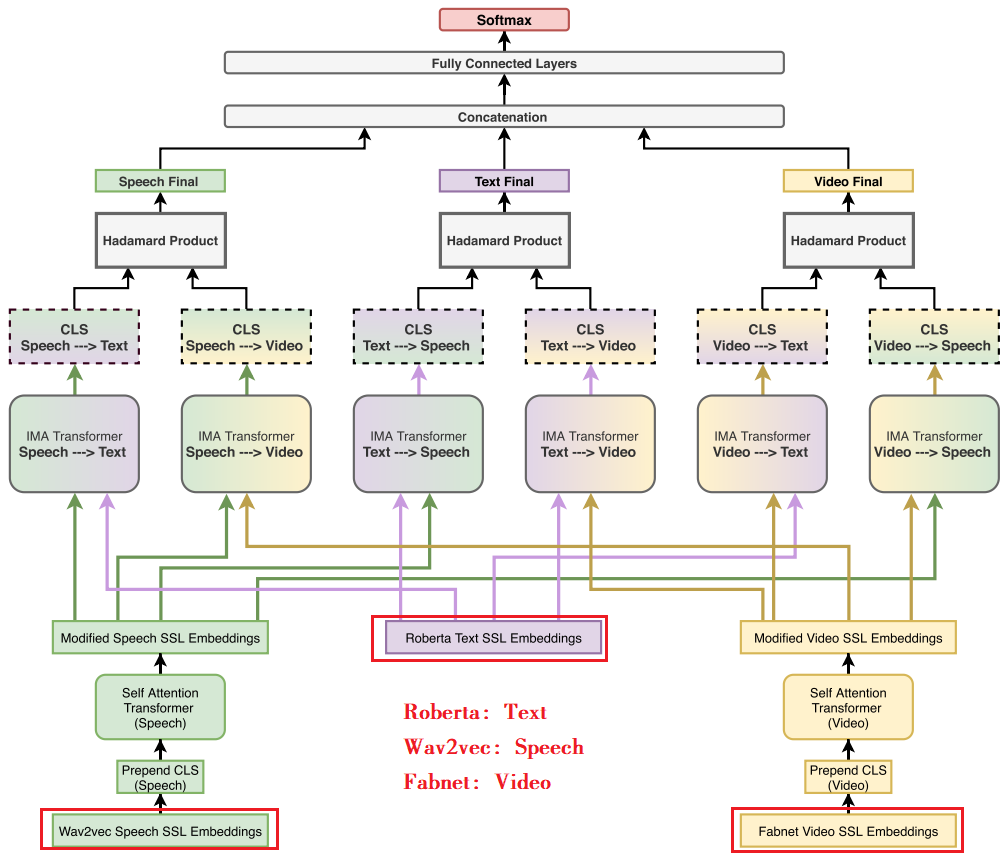 Softmax
Fully Connected Layers
Concatenation
Speech Final
Text Final
Video Final
Hadamard Product
Hadamard Product
Hadamard Product
CLS
Speech ---> Text
CLS
Speech ---> Video
CLS
Text ---> Speech
CLS
Text ---> Video
CLS
Video ---> Text
CLS
Video ---> Speech
IMA Transformer
Speech ---> Text
IMA Transformer
Speech ---> Video
IMA Transformer
Text ---> Speech
IMA Transformer
Text ---> Video
IMA Transformer
Video ---> Text
IMA Transformer
Video ---> Speech
Modified Speech SSL Embeddings
Roberta Text SSL Embeddings
Modified Video SSL Embeddings
Self Attention
Transformer
(Speech)
Self Attention
Transformer
(Video)
Roberta: Text
Wav2vec: Speech
Fabnet: Video
Prepend CLS
(Speech)
Prepend CLS
(Video)
Wav2vec Speech SSL Embeddings
Fabnet Video SSL Embeddings